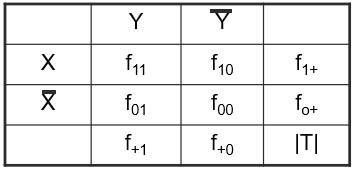 Y Y̅
X f₁₁ f₁₀ f₁₊
X̅ f₀₁ f₀₀ fₒ₊
f₊₁ f₊₀ |T|